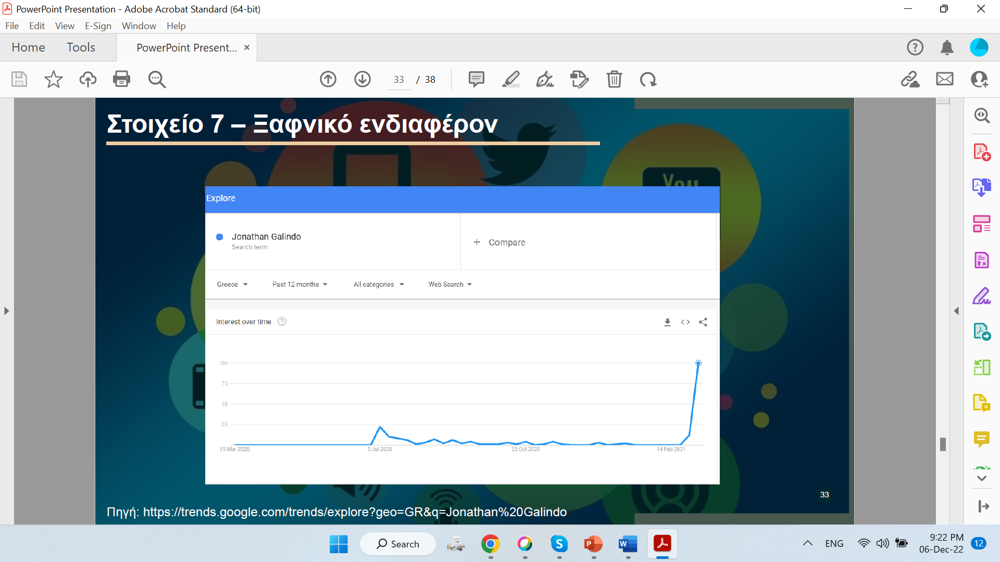 PowerPoint Presentation - Adobe Acrobat Standard (64-bit)
File Edit View E-Sign Window Help
Home Tools PowerPoint Present... ×
33 / 38
Στοιχείο 7 – Ξαφνικό ενδιαφέρον
You
Explore
Jonathan Galindo
Search term
+ Compare
Greece Past 12 months All categories Web Search
Interest over time
100
75
50
25
15 Mar 2020 5 Jul 2020 25 Oct 2020 14 Feb 2021
33
Πηγή: https://trends.google.com/trends/explore?geo=GR&q=Jonathan%20Galindo
Search
ENG
9:22 PM
06-Dec-22
12